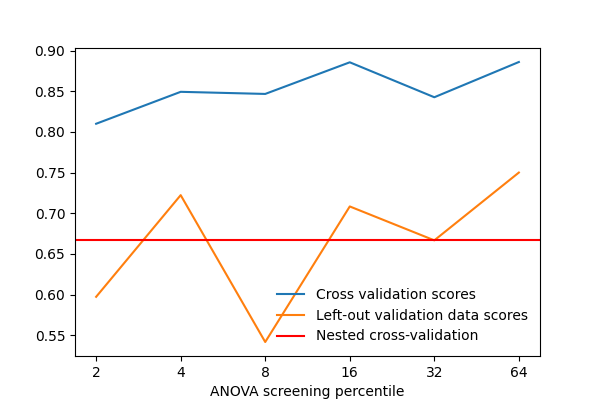 0.90
0.85
0.80
0.75
0.70
0.65
0.60
0.55
Cross validation scores
Left-out validation data scores
Nested cross-validation
2 4 8 16 32 64
ANOVA screening percentile